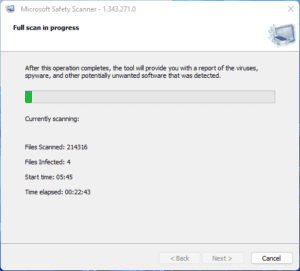 Microsoft Safety Scanner - 1.343.271.0
Full scan in progress
After this operation completes, the tool will provide you with a report of the viruses,
spyware, and other potentially unwanted software that was detected.
Currently scanning:
Files Scanned: 214316
Files Infected: 4
Start time: 05:45
Time elapsed: 00:22:43
< Back
Next >
Cancel